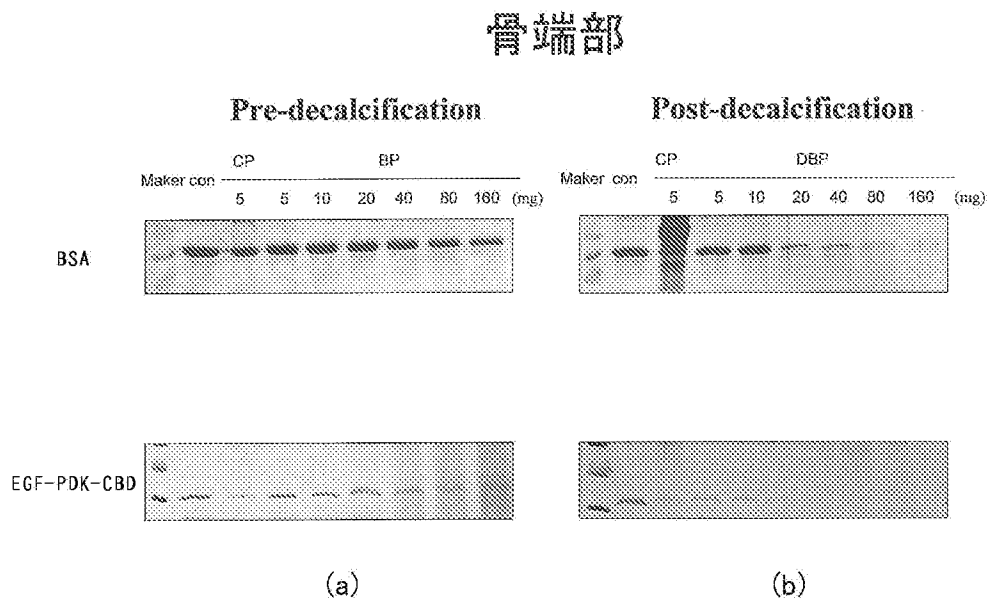 骨端部
Pre-decalcification
Post-decalcification
CP BP
Maker con
5 5 10 20 40 80 160 (mg)
CP DBP
Maker con
5 5 10 20 40 80 160 (mg)
BSA
EGF-PDK-CBD
(a)
(b)